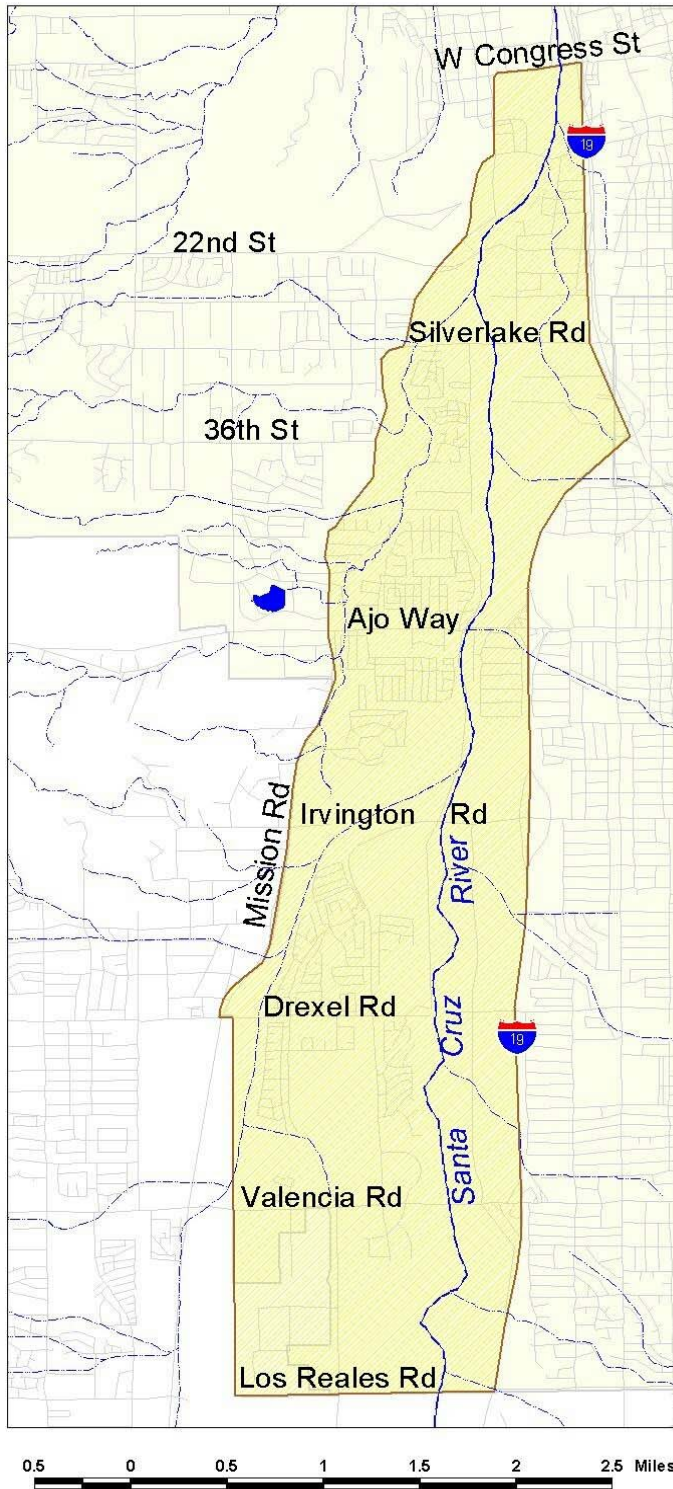 W Congress St
19
22nd St
Silverlake Rd
36th St
Ajo Way
Irvington Rd
Mission Rd
Santa Cruz River
Drexel Rd
19
Valencia Rd
Los Reales Rd
0.5 0 0.5 1 1.5 2 2.5 Miles